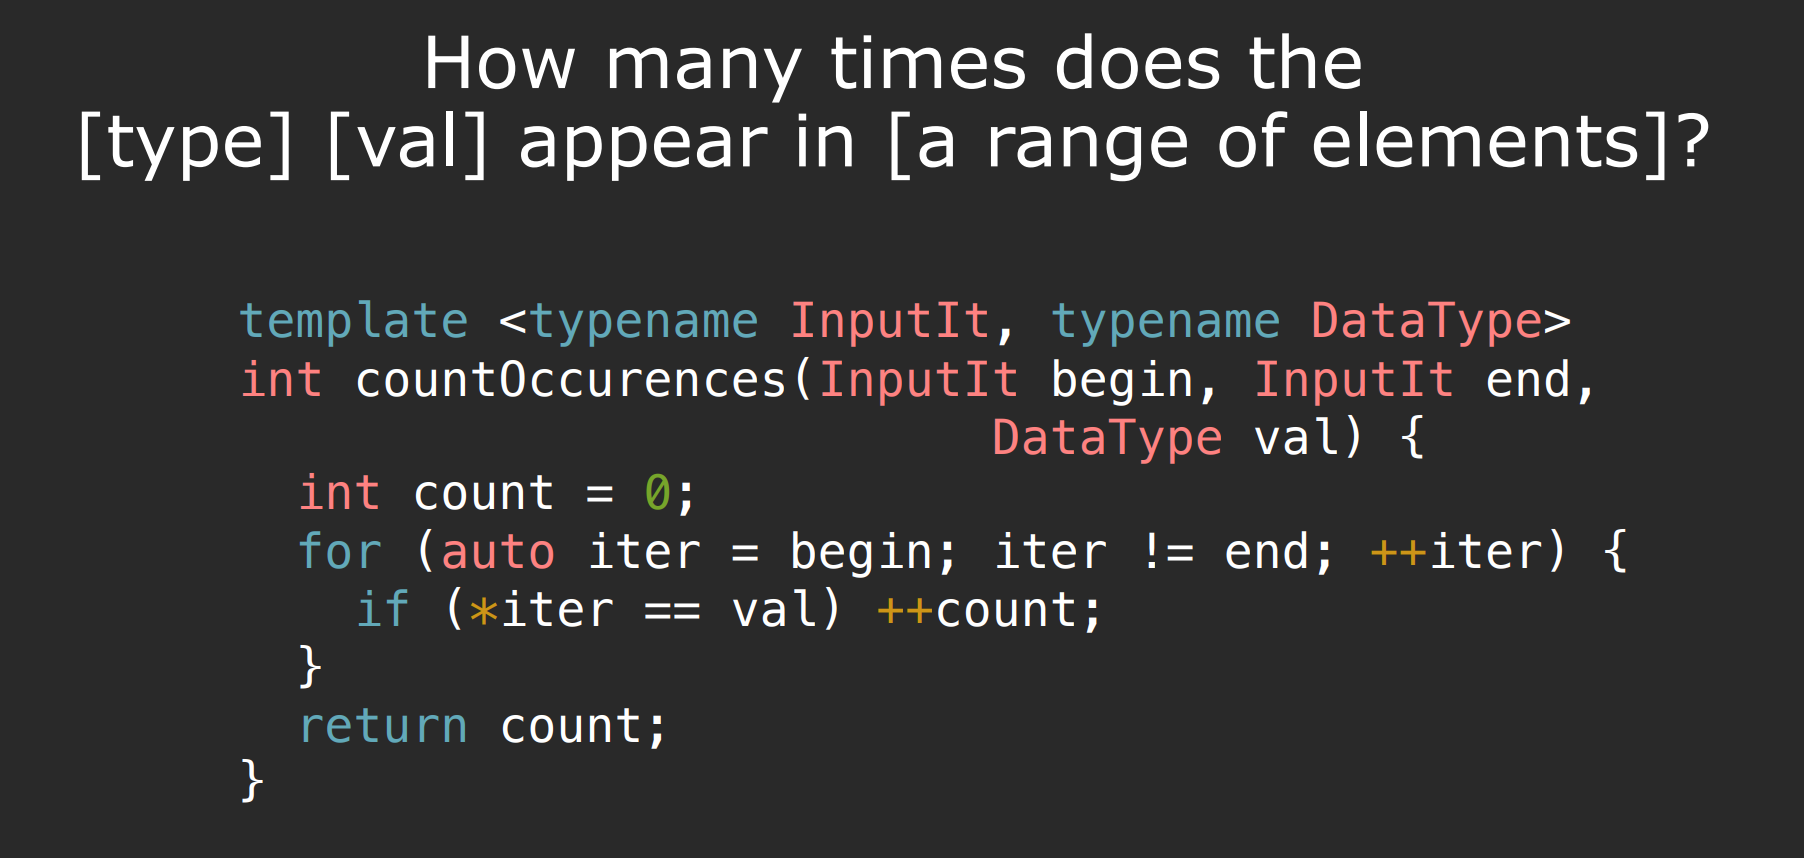 How many times does the
[type] [val] appear in [a range of elements]?
template <typename InputIt, typename DataType>
int countOccurences(InputIt begin, InputIt end,
DataType val) {
int count = 0;
for (auto iter = begin; iter != end; ++iter) {
if (*iter == val) ++count;
}
return count;
}